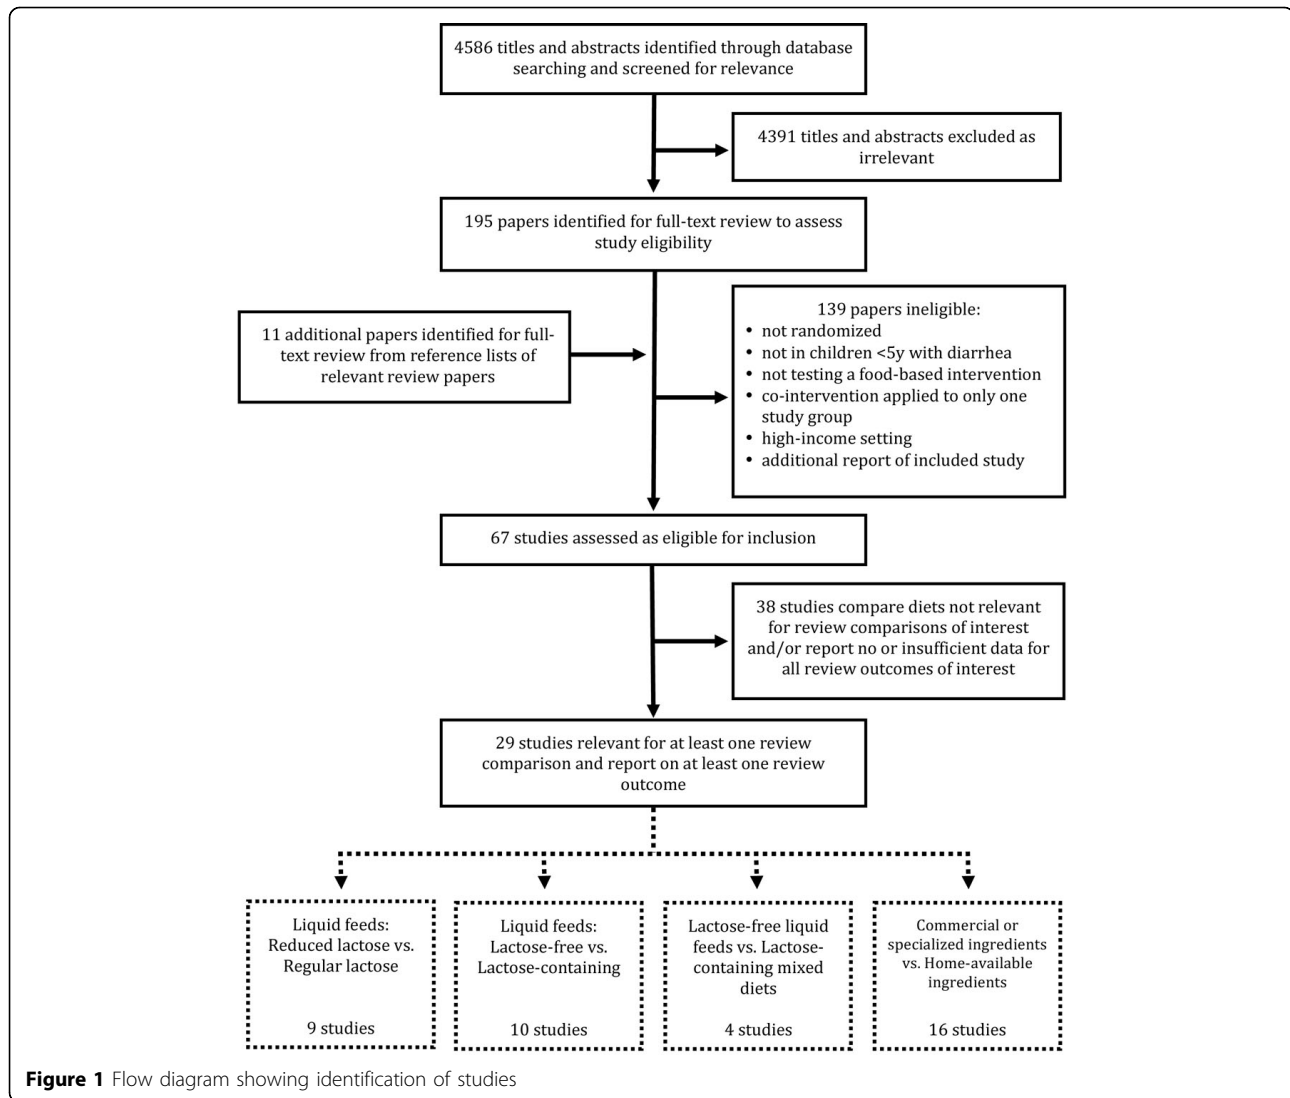 4586 titles and abstracts identified through database
searching and screened for relevance
4391 titles and abstracts excluded as
irrelevant
195 papers identified for full-text review to assess
study eligibility
11 additional papers identified for full-
text review from reference lists of
relevant review papers
139 papers ineligible:
• not randomized
• not in children <5y with diarrhea
• not testing a food-based intervention
• co-intervention applied to only one
study group
• high-income setting
• additional report of included study
67 studies assessed as eligible for inclusion
38 studies compare diets not relevant
for review comparisons of interest
and/or report no or insufficient data for
all review outcomes of interest
29 studies relevant for at least one review
comparison and report on at least one review
outcome
Liquid feeds:
Reduced lactose vs.
Regular lactose
9 studies
Liquid feeds:
Lactose-free vs.
Lactose-containing
10 studies
Lactose-free liquid
feeds vs. Lactose-
containing mixed
diets
4 studies
Commercial or
specialized ingredients
vs. Home-available
ingredients
16 studies
Figure 1 Flow diagram showing identification of studies